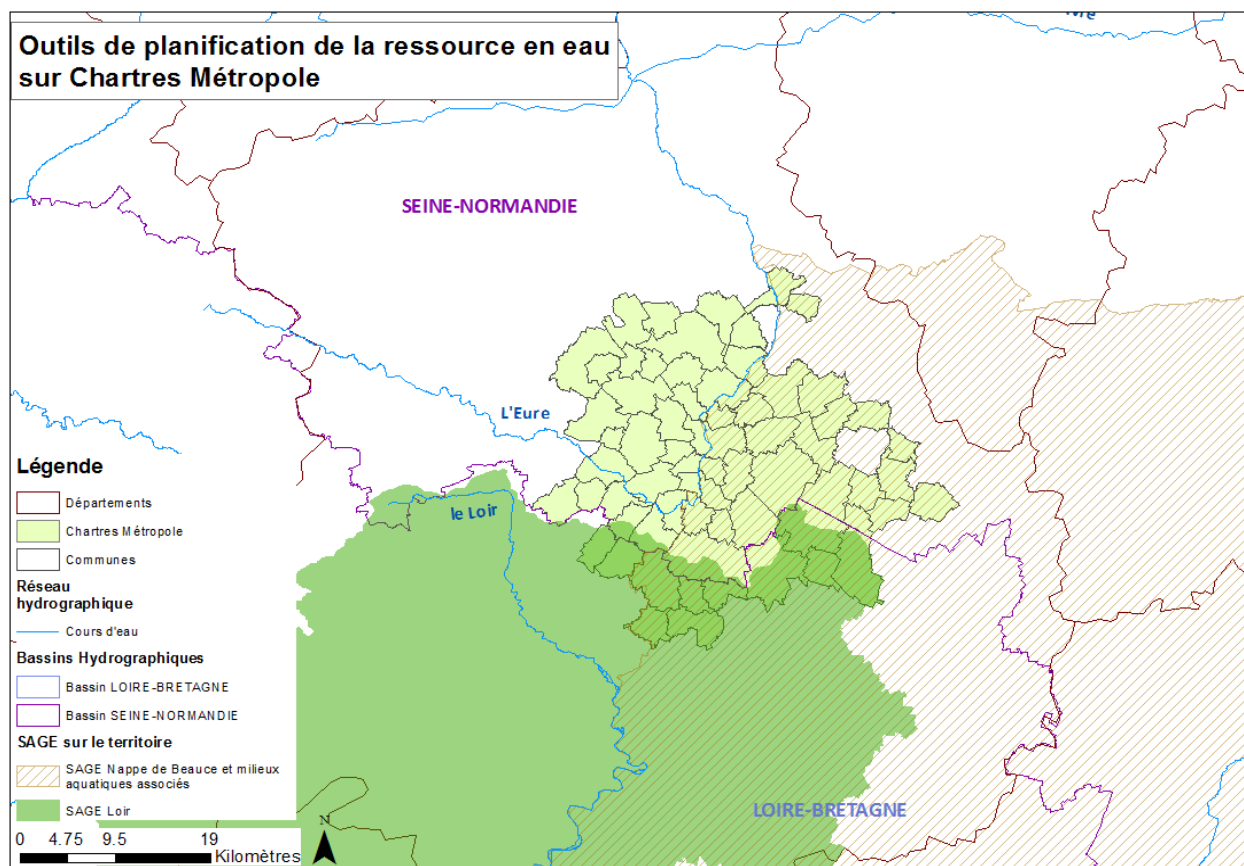 Outils de planification de la ressource en eau
sur Chartres Métropole
SEINE-NORMANDIE
L'Eure
le Loir
LOIRE-BRETAGNE
Légende
Départements
Chartres Métropole
Communes
Réseau
hydrographique
Cours d'eau
Bassins Hydrographiques
Bassin LOIRE-BRETAGNE
Bassin SEINE-NORMANDIE
SAGE sur le territoire
SAGE Nappe de Beauce et milieux
aquatiques associés
SAGE Loir
0 4.75 9.5 19
Kilomètres
N